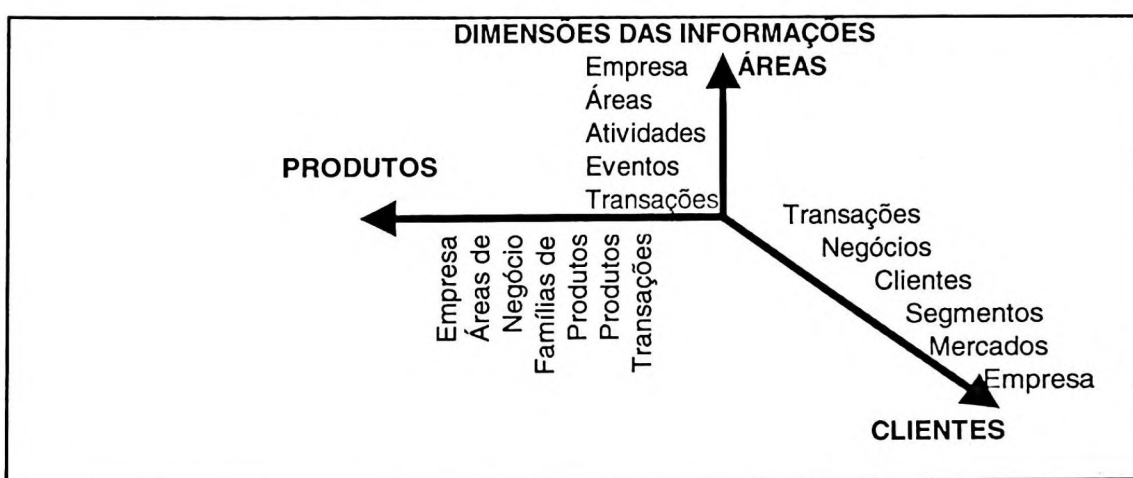 DIMENSÕES DAS INFORMAÇÕES
Empresa
ÁREAS
Áreas
Atividades
Eventos
Transações
PRODUTOS
Empresa
Áreas de
Negócio
Famílias de
Produtos
Produtos
Transações
Transações
Negócios
Clientes
Segmentos
Mercados
Empresa
CLIENTES